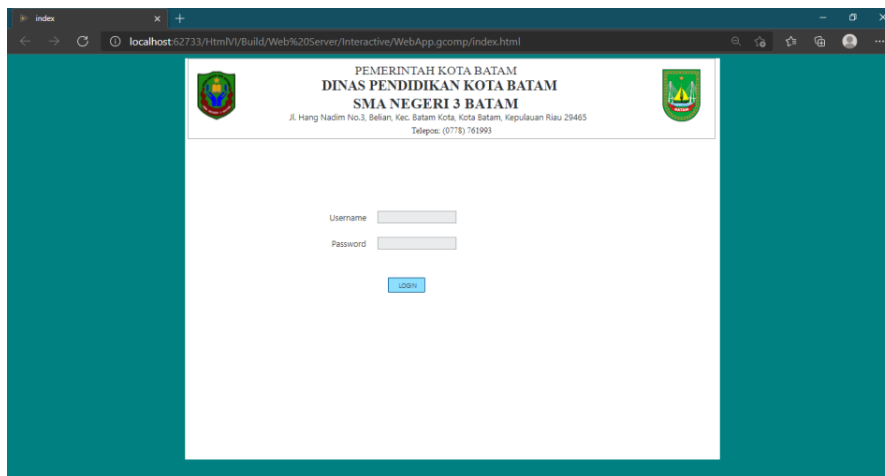 index
localhost:62733/HtmlVI/Build/Web%20Server/Interactive/WebApp.gcomp/index.html
PEMERINTAH KOTA BATAM
DINAS PENDIDIKAN KOTA BATAM
SMA NEGERI 3 BATAM
Jl. Hang Nadim No.3, Belian, Kec. Batam Kota, Kota Batam, Kepulauan Riau 29465
Telepon: (0778) 761993
BATAM
Username
Password
LOGIN